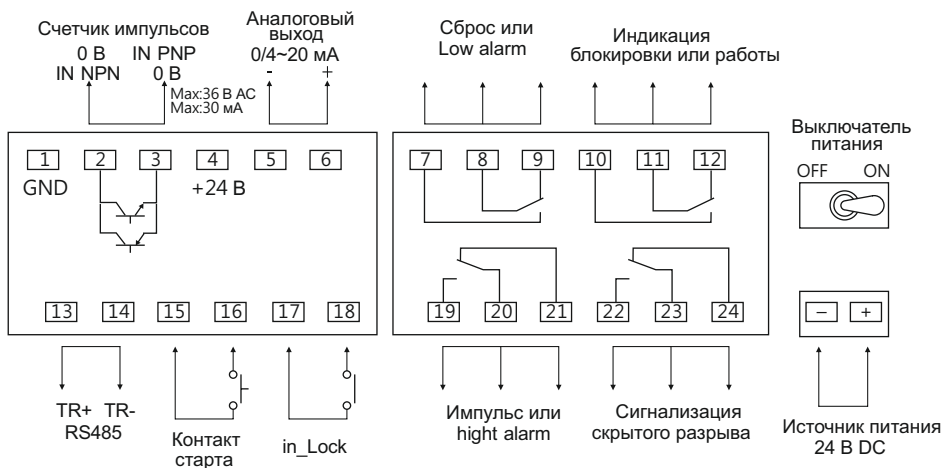 Счетчик импульсов
0 В IN PNP
IN NPN 0 В
Max:36 В AC
Max:30 мА
Аналоговый
выход
0/4~20 мА
- +
Сброс или
Low alarm
Индикация
блокировки или работы
1 2 3 4 5 6
GND +24 В
7 8 9 10 11 12
Выключатель
питания
OFF ON
13 14 15 16 17 18
19 20 21 22 23 24
– +
TR+ TR-
RS485
Контакт
старта
in_Lock
Импульс или
hight alarm
Сигнализация
скрытого разрыва
Источник питания
24 В DC